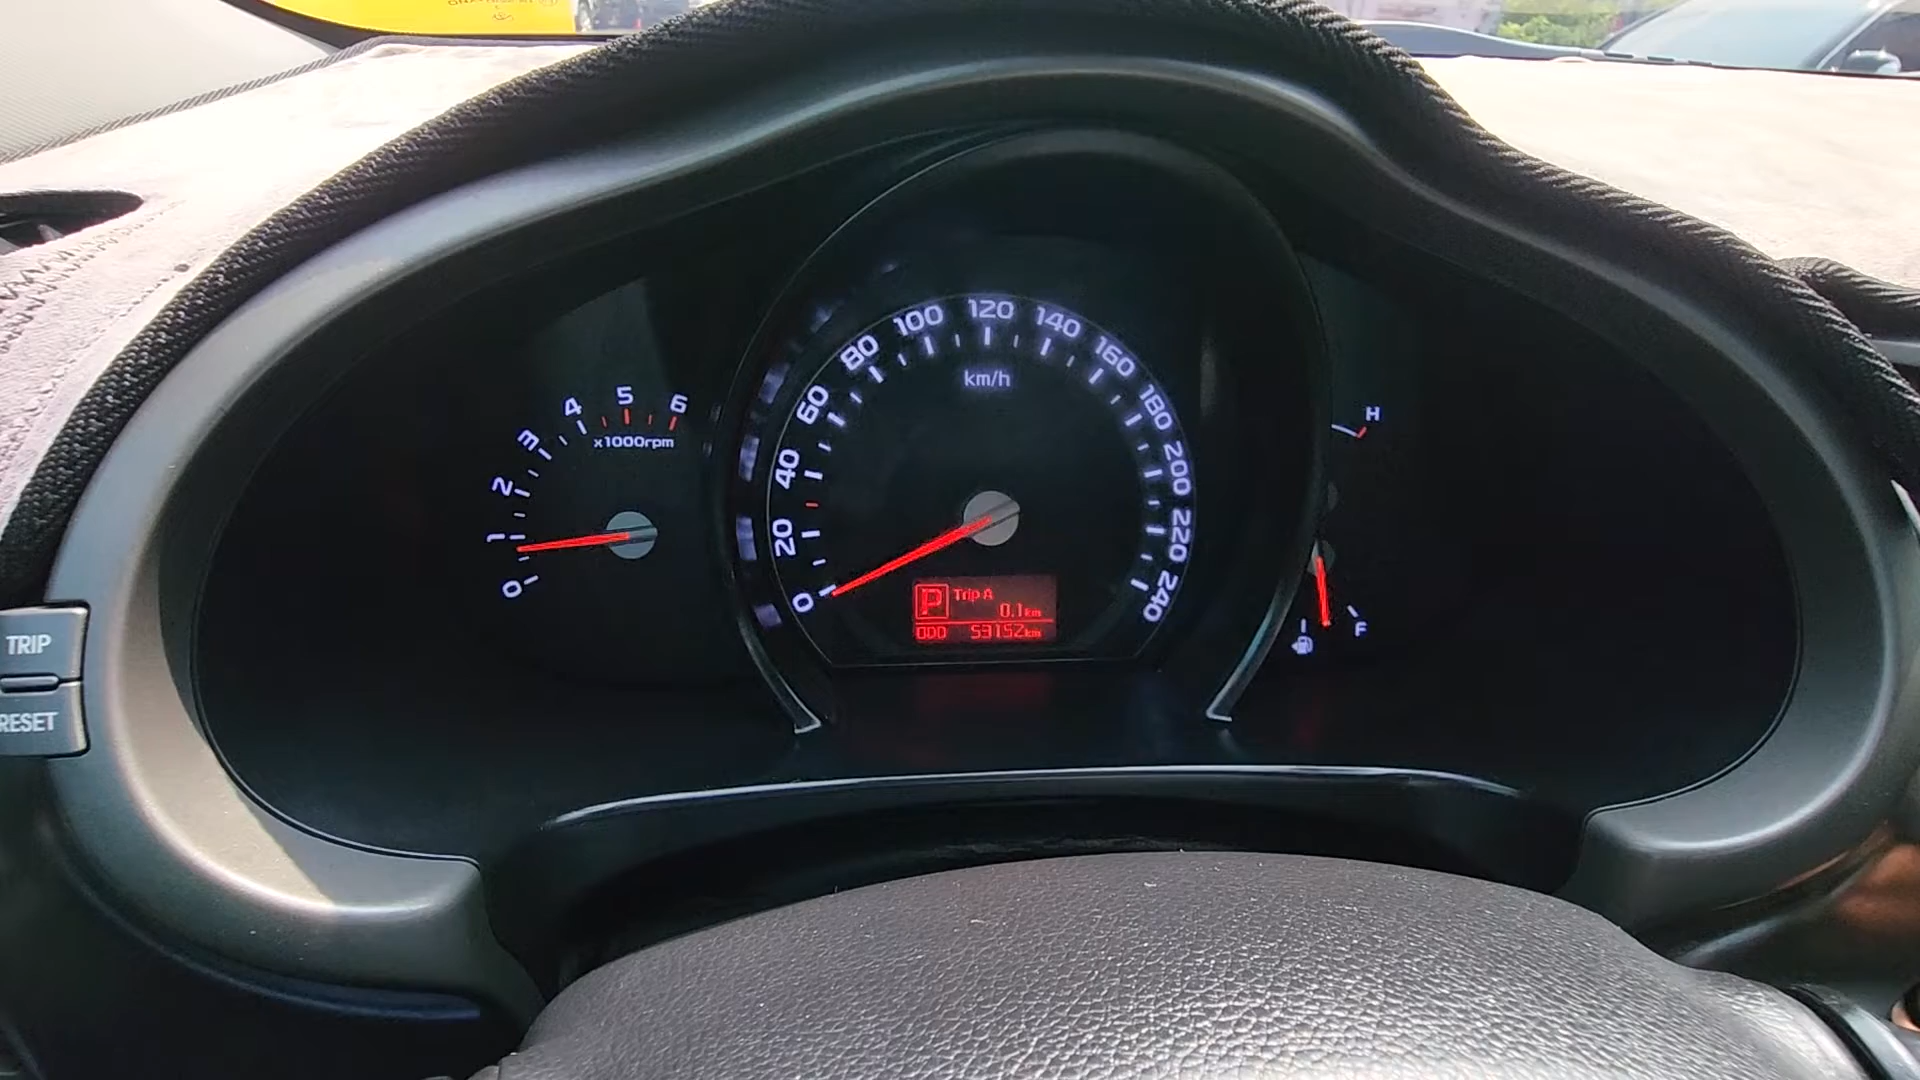 100 120 140
80 160
km/h
60 180
4 5 6
x1000rpm
3 40 200
H
2
1 20 220
0 0 240
P Trip A
0.1km
ODO 53152km
F
TRIP
RESET